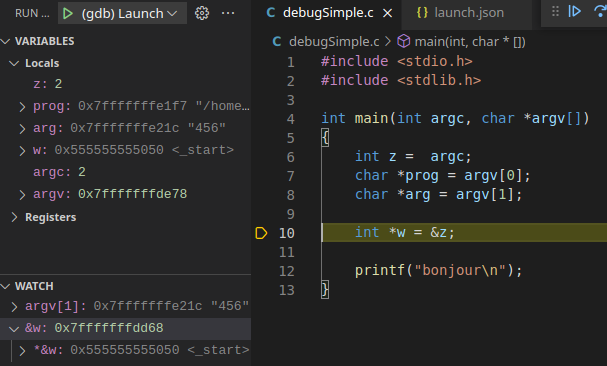 RUN ... (gdb) Launch ...
VARIABLES
Locals
z: 2
prog: 0x7fffffffe1f7 "/home…
arg: 0x7fffffffe21c "456"
w: 0x555555555050 <_start>
argc: 2
argv: 0x7fffffffde78
Registers
WATCH
argv[1]: 0x7fffffffe21c "456"
&w: 0x7fffffffdd68
*&w: 0x555555555050 <_start>
C debugSimple.c × {} launch.json
C debugSimple.c > main(int, char * [])
1 #include <stdio.h>
2 #include <stdlib.h>
3
4 int main(int argc, char *argv[])
5 {
6 int z =  argc;
7 char *prog = argv[0];
8 char *arg = argv[1];
9
10 int *w = &z;
11
12 printf("bonjour\n");
13 }